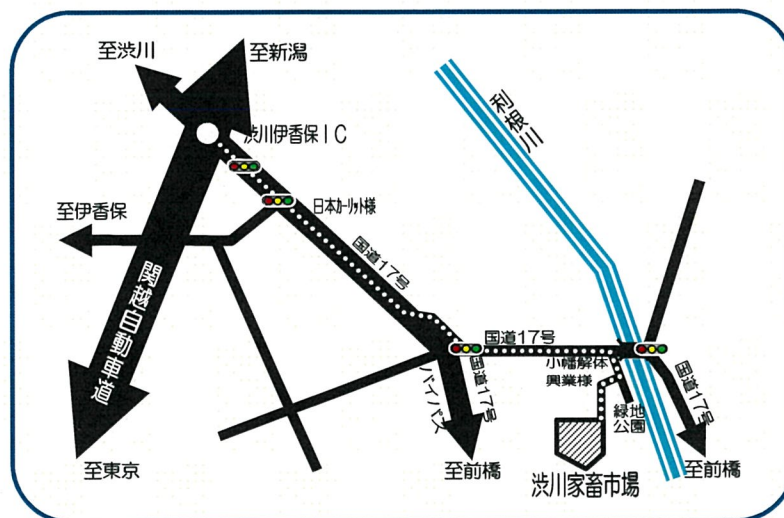 至渋川
至新潟
渋川伊香保IC
利根川
至伊香保
日本カーリット様
国道17号
関越自動車道
国道17号
小幡解体
興業様
国道17号
バイパス
国道17号
緑地
公園
至東京
至前橋
渋川家畜市場
至前橋